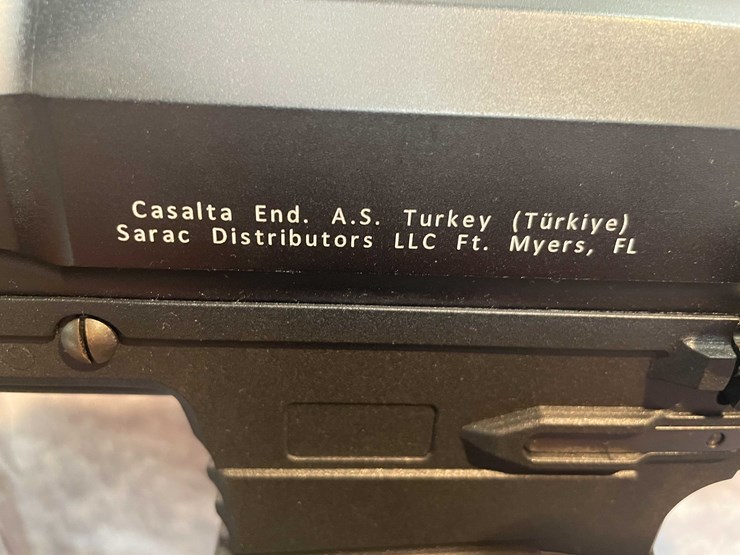 Casalta End. A.S. Turkey (Türkiye)
Sarac Distributors LLC Ft. Myers, FL